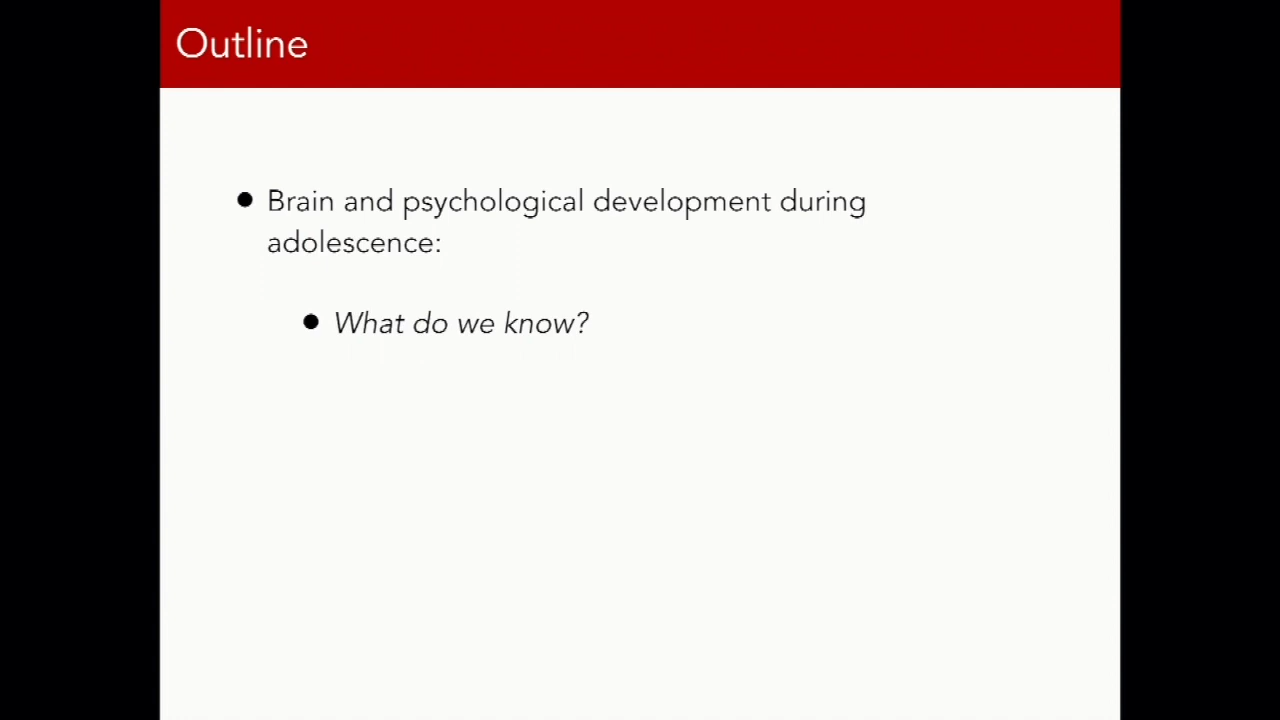 Outline
● Brain and psychological development during
adolescence:
● What do we know?